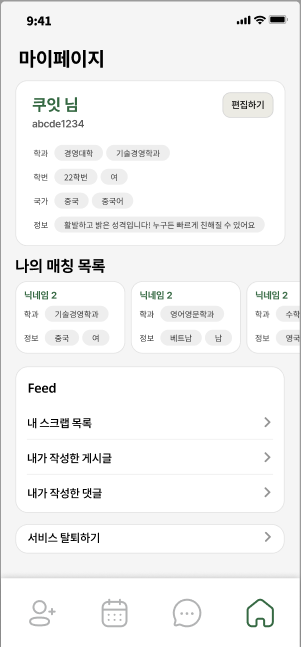 9:41
마이페이지
쿠잇 님
편집하기
abcde1234
학과 경영대학 기술경영학과
학번 22학번 여
국가 중국 중국어
정보 활발하고 밝은 성격입니다! 누구든 빠르게 친해질 수 있어요
나의 매칭 목록
닉네임 2 닉네임 2 닉네임 2
학과 기술경영학과 학과 영어영문학과 학과 수학
정보 중국 여 정보 베트남 남 정보 영국
Feed
내 스크랩 목록
내가 작성한 게시글
내가 작성한 댓글
서비스 탈퇴하기